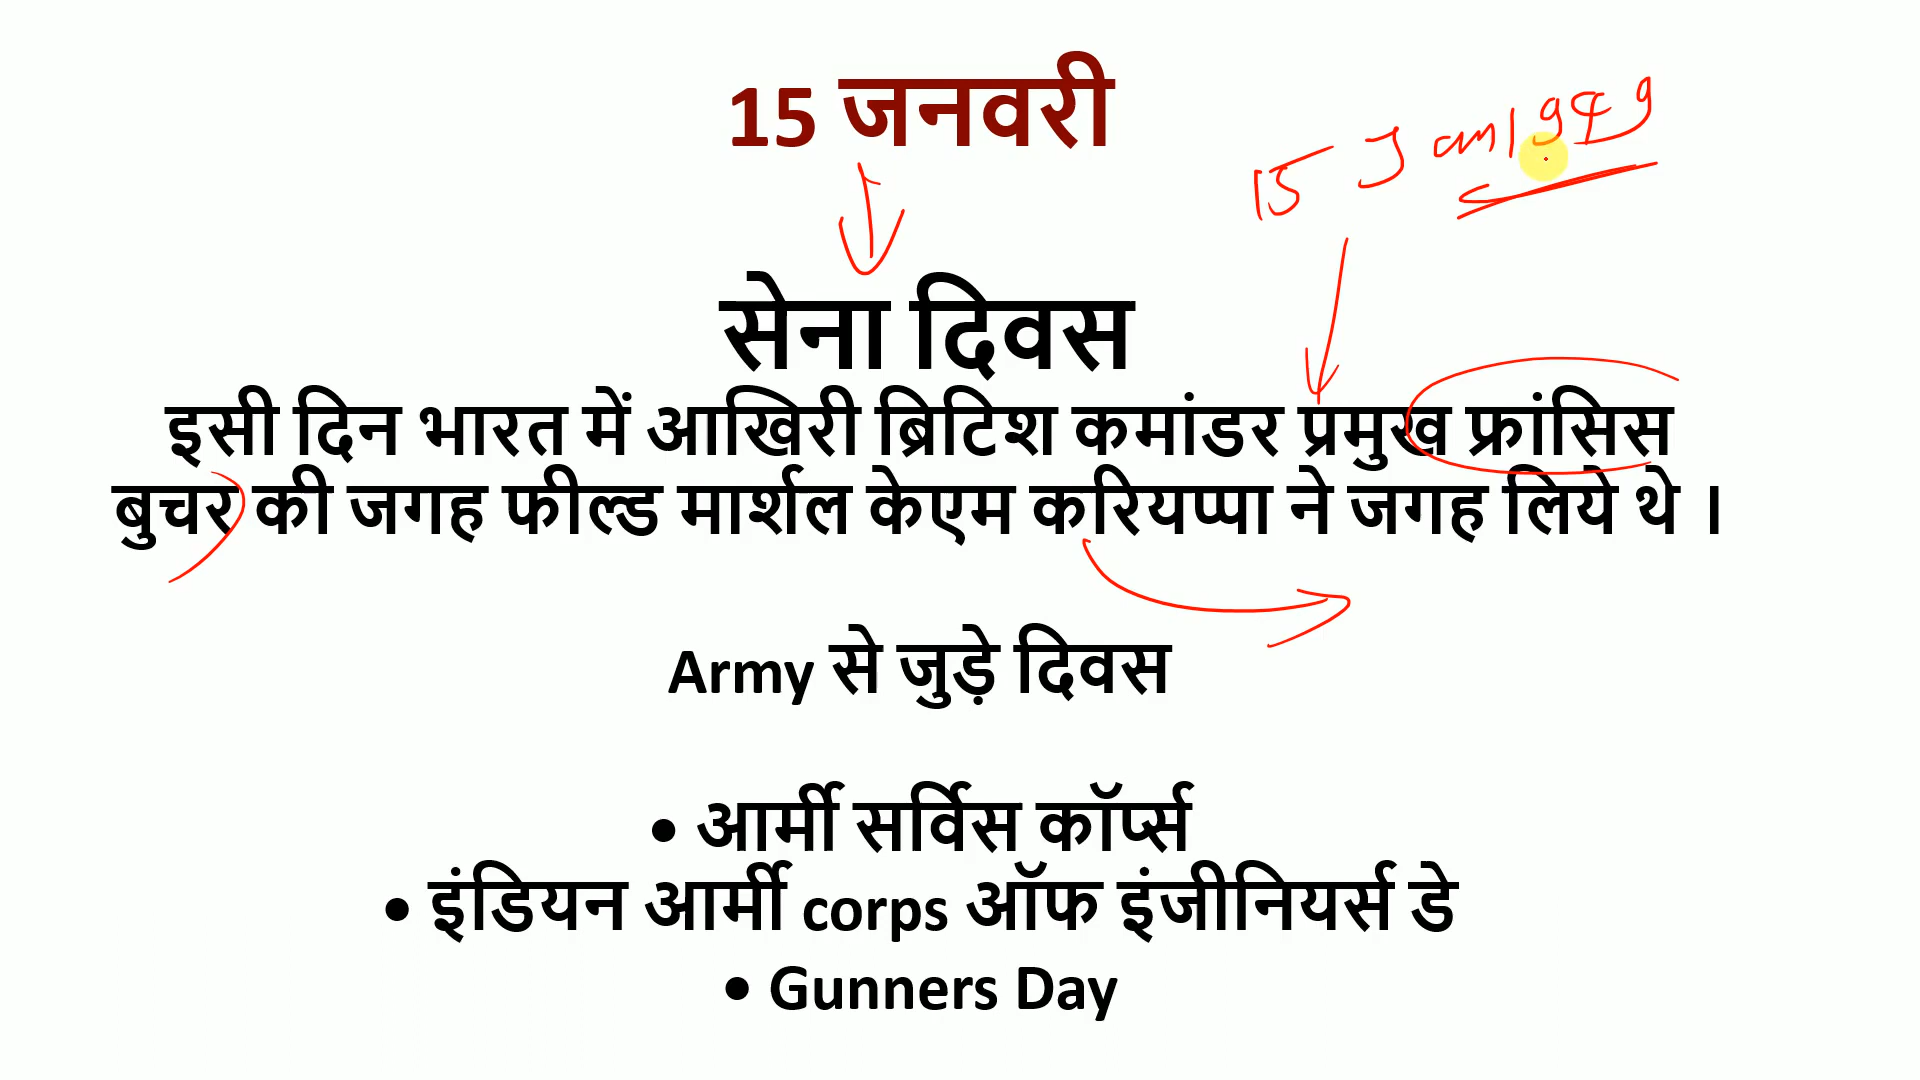 15 जनवरी
15 Jan 1949
सेना दिवस
इसी दिन भारत में आखिरी ब्रिटिश कमांडर प्रमुख फ्रांसिस
बुचर की जगह फील्ड मार्शल केएम करियप्पा ने जगह लिये थे ।
Army से जुड़े दिवस
• आर्मी सर्विस कॉर्प्स
• इंडियन आर्मी corps ऑफ इंजीनियर्स डे
• Gunners Day